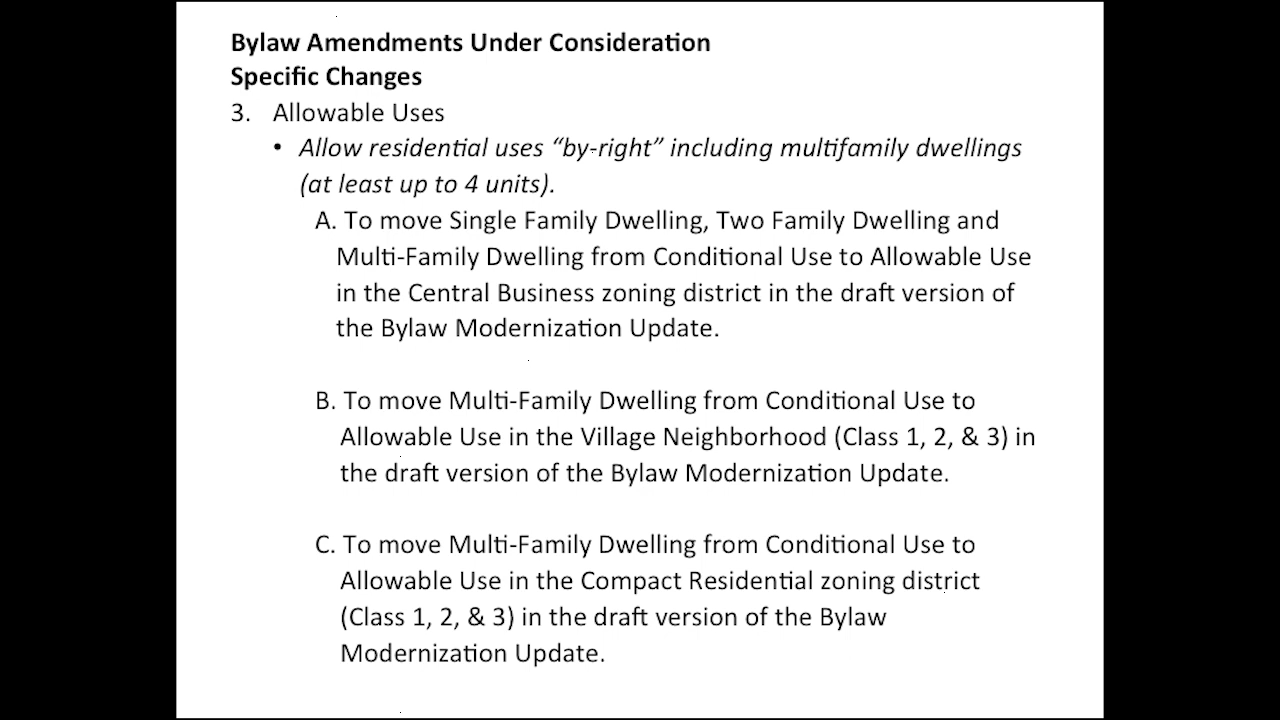 Bylaw Amendments Under Consideration
Specific Changes
3. Allowable Uses
• Allow residential uses “by-right” including multifamily dwellings
(at least up to 4 units).
A. To move Single Family Dwelling, Two Family Dwelling and
Multi-Family Dwelling from Conditional Use to Allowable Use
in the Central Business zoning district in the draft version of
the Bylaw Modernization Update.
B. To move Multi-Family Dwelling from Conditional Use to
Allowable Use in the Village Neighborhood (Class 1, 2, & 3) in
the draft version of the Bylaw Modernization Update.
C. To move Multi-Family Dwelling from Conditional Use to
Allowable Use in the Compact Residential zoning district
(Class 1, 2, & 3) in the draft version of the Bylaw
Modernization Update.